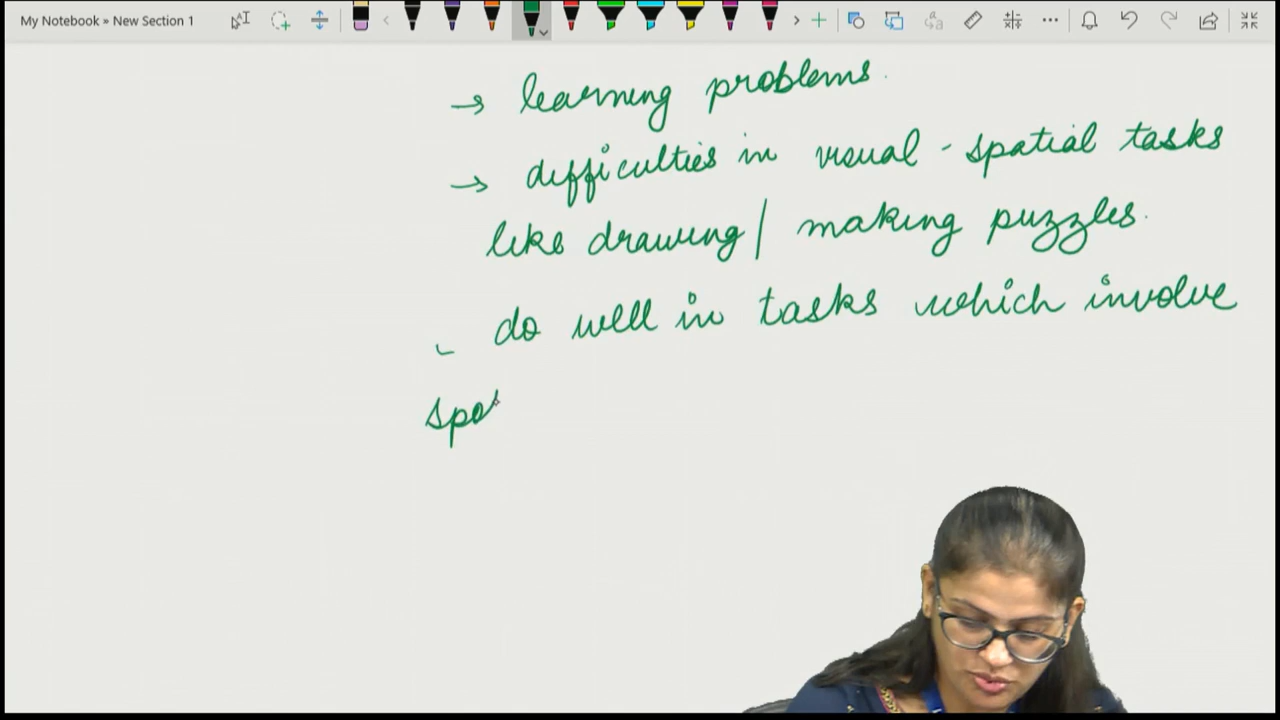 My Notebook » New Section 1
→ learning problems.
→ difficulties in visual - spatial tasks
like drawing / making puzzles.
do well in tasks which involve
spo